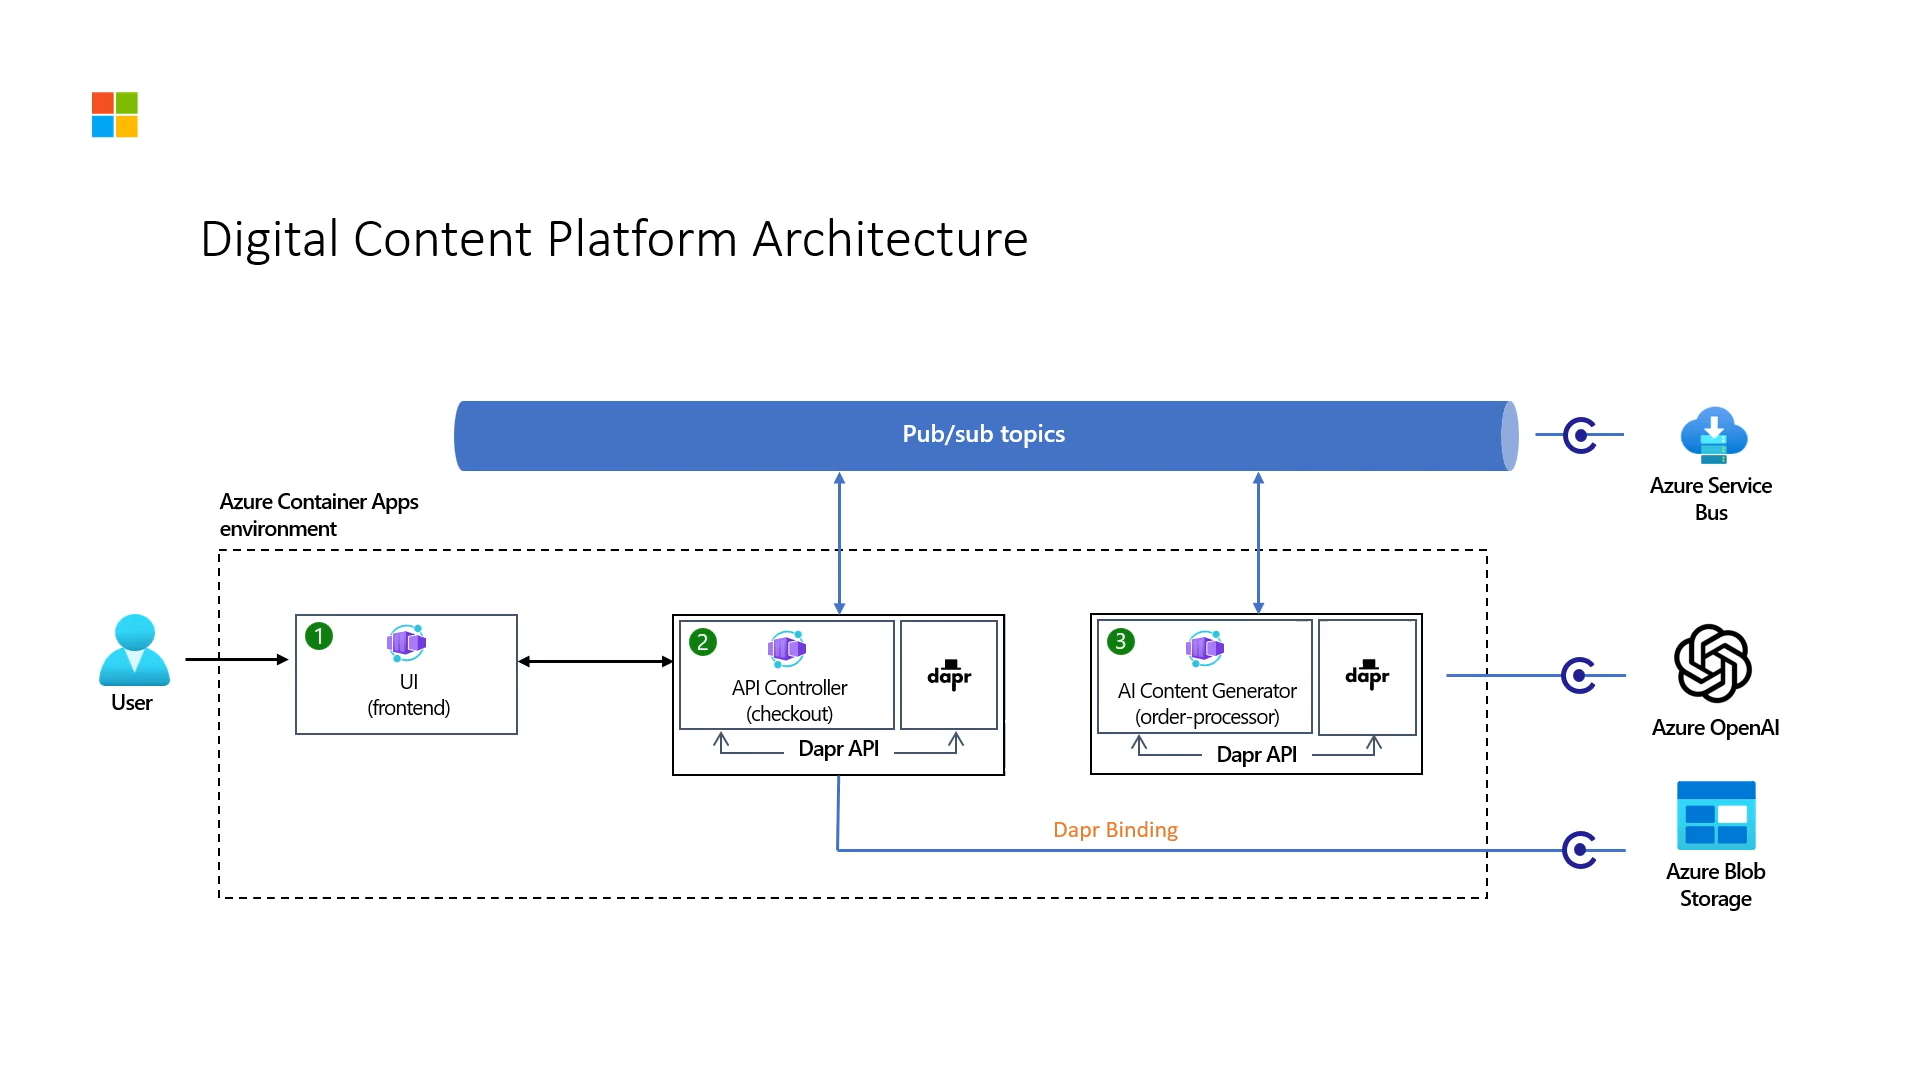 Digital Content Platform Architecture
Pub/sub topics
Azure Service
Bus
Azure Container Apps
environment
User
1
UI
(frontend)
2
API Controller
(checkout)
dapr
Dapr API
3
AI Content Generator
(order-processor)
dapr
Dapr API
Azure OpenAI
Dapr Binding
Azure Blob
Storage